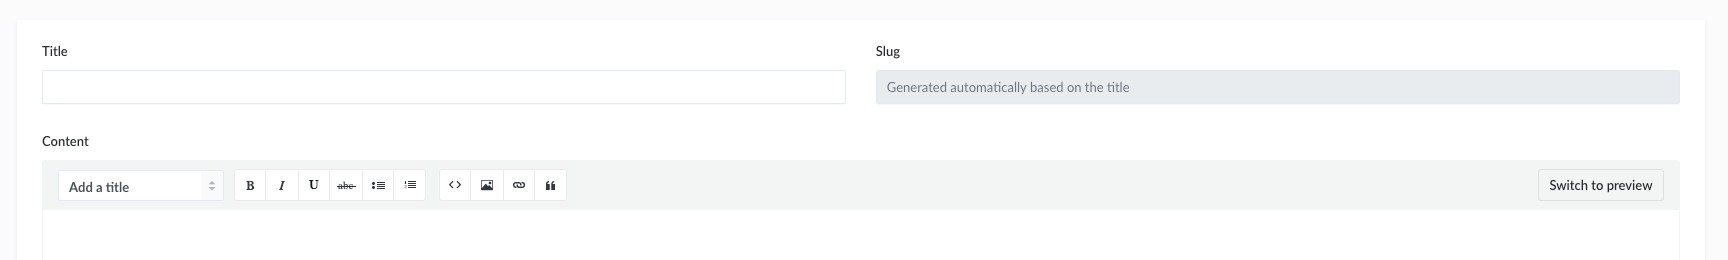 Title
Slug
Generated automatically based on the title
Content
Add a title
B I U abc
Switch to preview